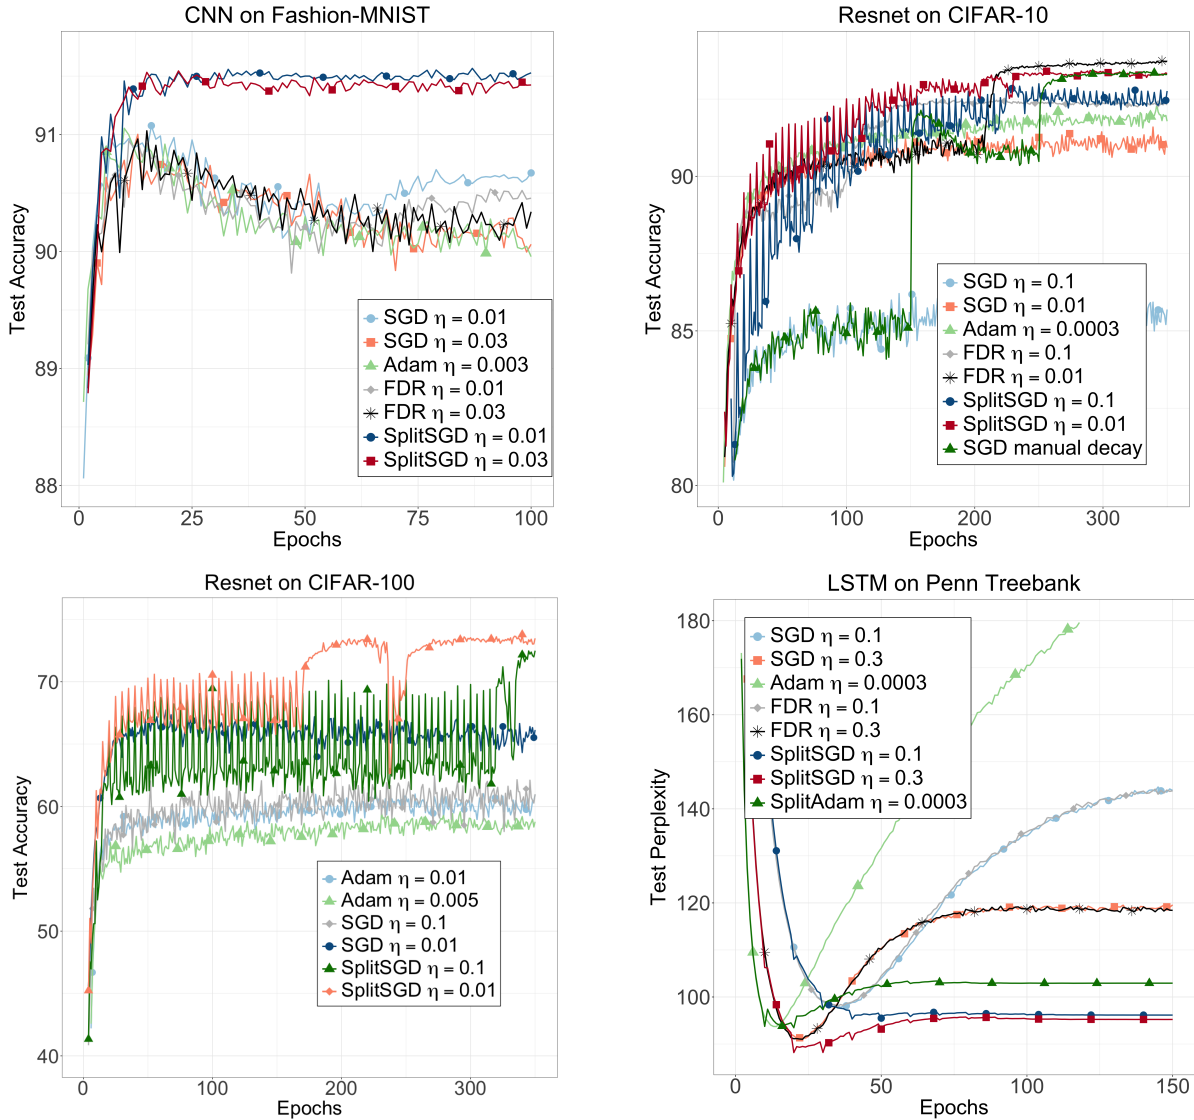 CNN on Fashion-MNIST
Test Accuracy
91
90
89
88
0
25
50
75
100
Epochs
SGD η = 0.01
SGD η = 0.03
Adam η = 0.003
FDR η = 0.01
FDR η = 0.03
SplitSGD η = 0.01
SplitSGD η = 0.03
Resnet on CIFAR-10
Test Accuracy
90
85
80
0
100
200
300
Epochs
SGD η = 0.1
SGD η = 0.01
Adam η = 0.0003
FDR η = 0.1
FDR η = 0.01
SplitSGD η = 0.1
SplitSGD η = 0.01
SGD manual decay
Resnet on CIFAR-100
Test Accuracy
70
60
50
40
0
100
200
300
Epochs
Adam η = 0.01
Adam η = 0.005
SGD η = 0.1
SGD η = 0.01
SplitSGD η = 0.1
SplitSGD η = 0.01
LSTM on Penn Treebank
Test Perplexity
180
160
140
120
100
0
50
100
150
Epochs
SGD η = 0.1
SGD η = 0.3
Adam η = 0.0003
FDR η = 0.1
FDR η = 0.3
SplitSGD η = 0.1
SplitSGD η = 0.3
SplitAdam η = 0.0003